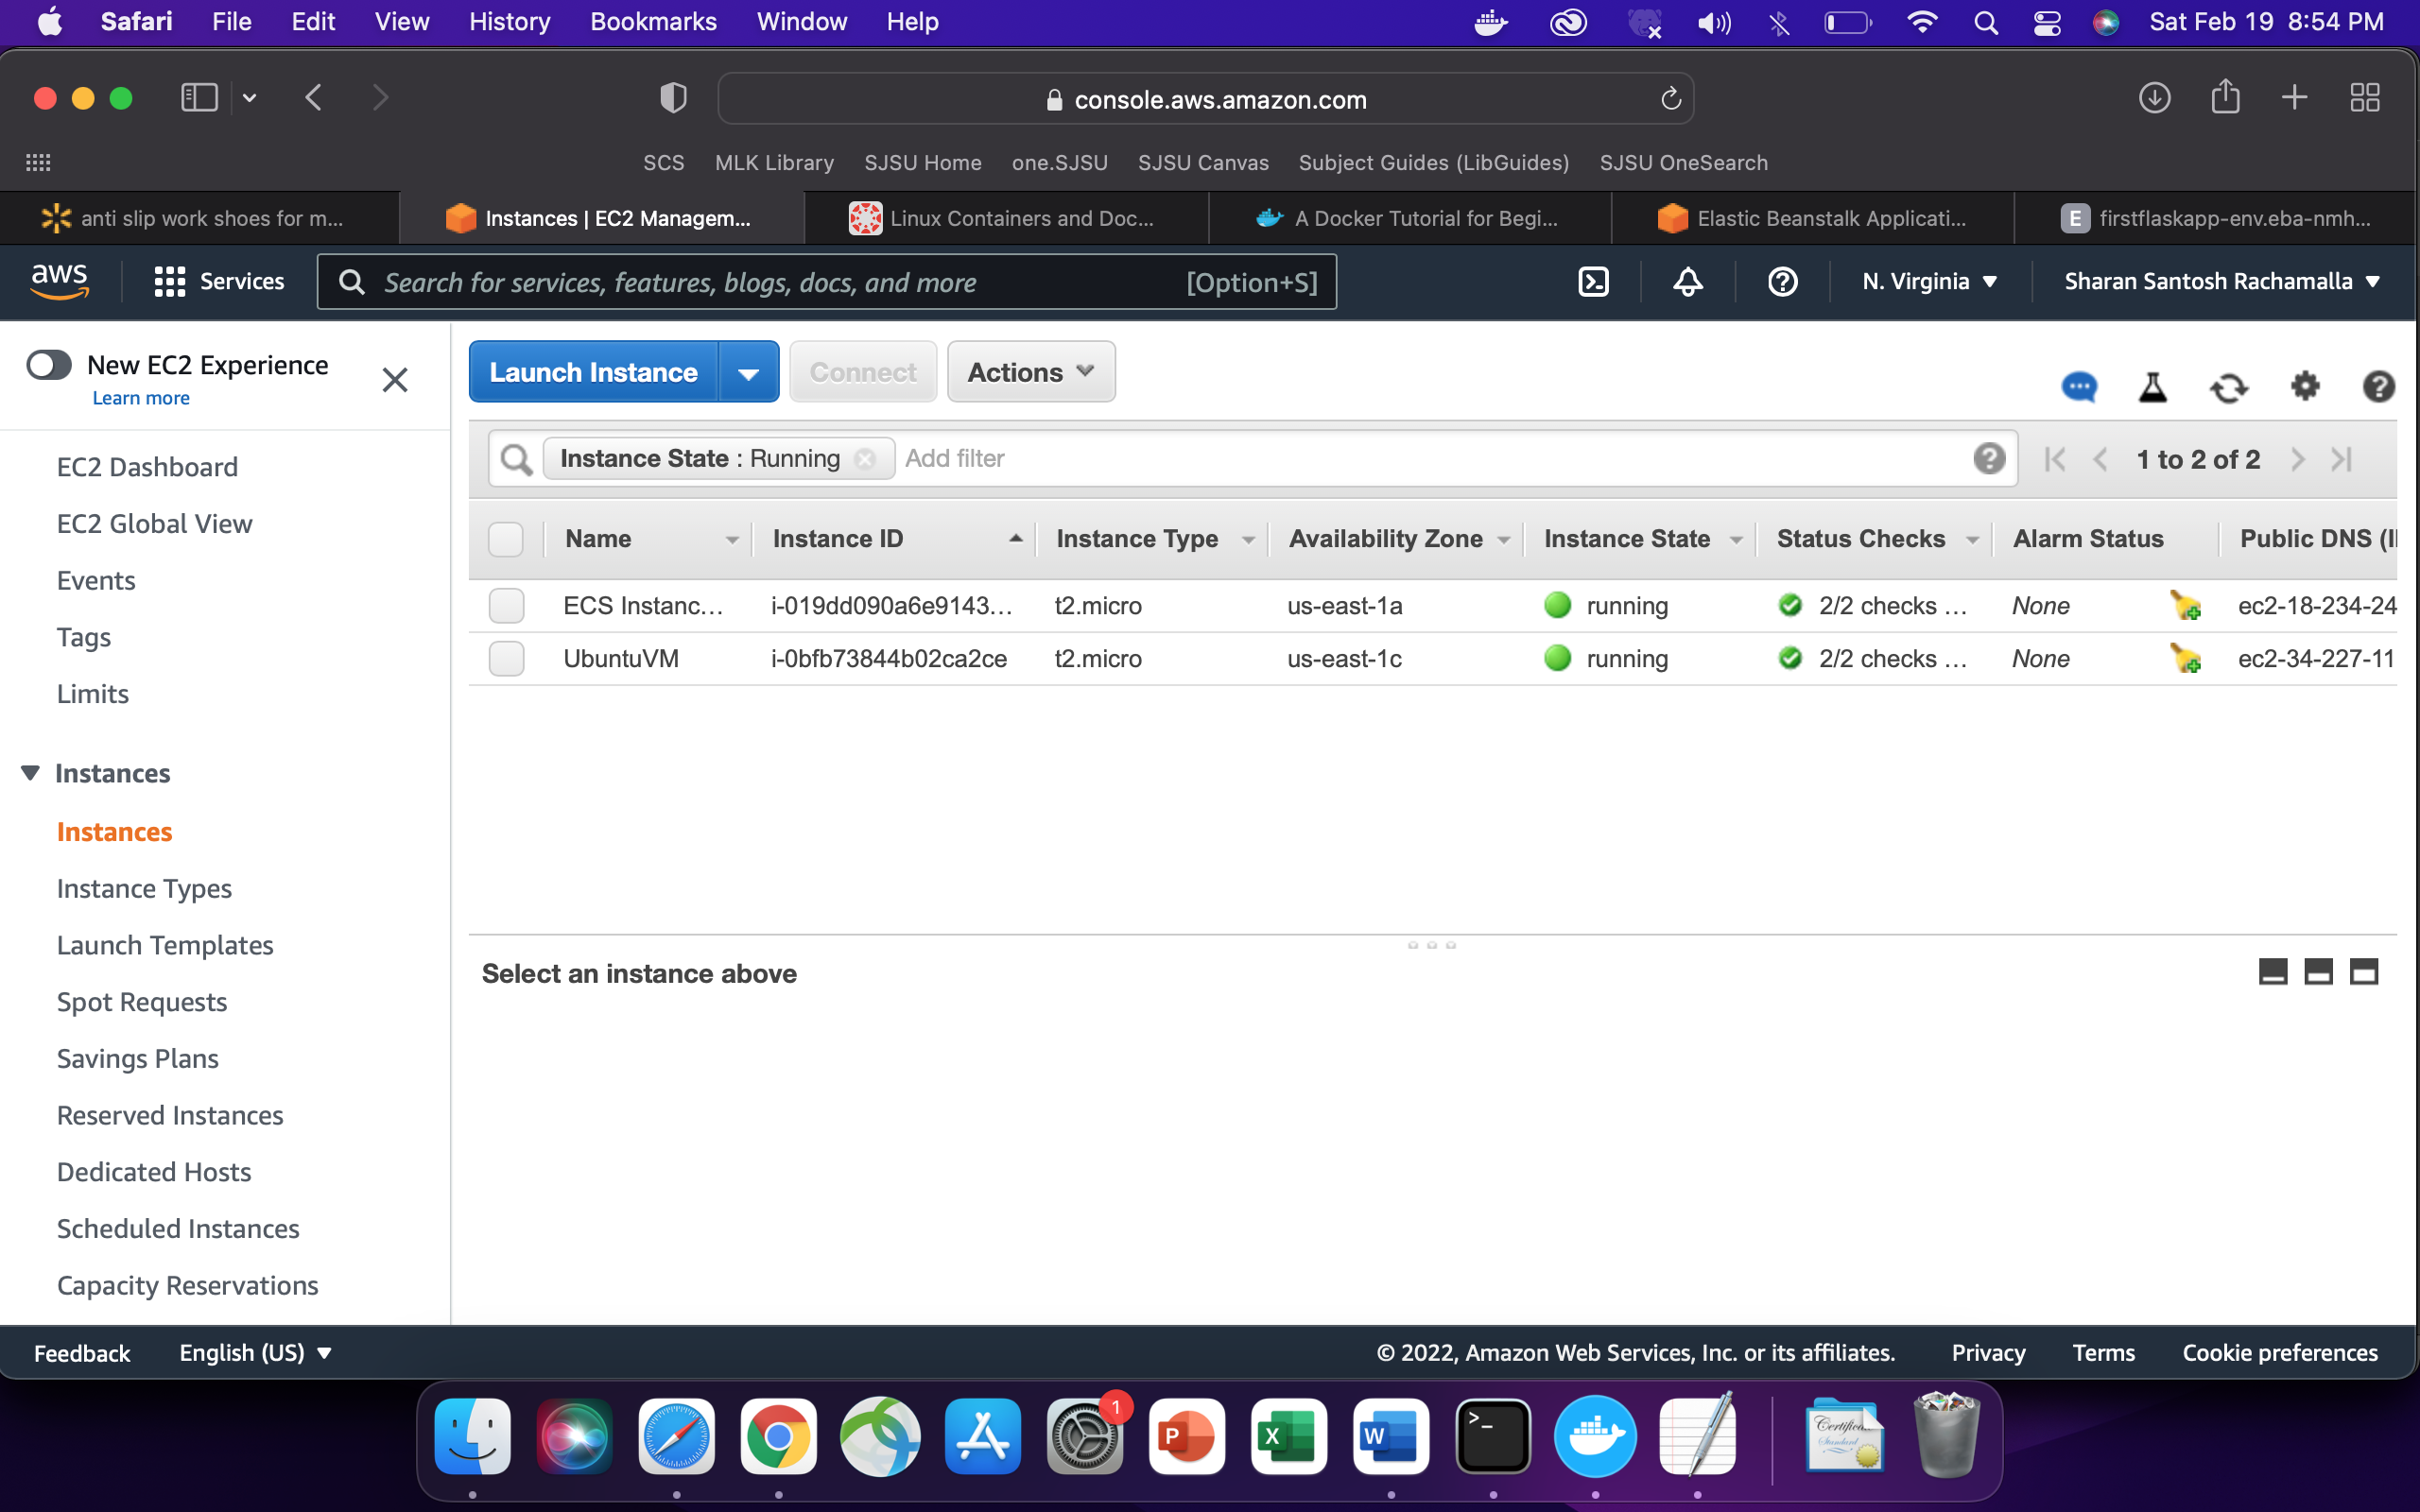 Safari File Edit View History Bookmarks Window Help Sat Feb 19 8:54 PM
console.aws.amazon.com
SCS MLK Library SJSU Home one.SJSU SJSU Canvas Subject Guides (LibGuides) SJSU OneSearch
anti slip work shoes for m... Instances | EC2 Managem... Linux Containers and Doc... A Docker Tutorial for Begi... Elastic Beanstalk Applicati... E firstflaskapp-env.eba-nmh...
aws Services Search for services, features, blogs, docs, and more [Option+S] N. Virginia Sharan Santosh Rachamalla
New EC2 Experience
Learn more
EC2 Dashboard
EC2 Global View
Events
Tags
Limits
Instances
Instances
Instance Types
Launch Templates
Spot Requests
Savings Plans
Reserved Instances
Dedicated Hosts
Scheduled Instances
Capacity Reservations
Launch Instance Connect Actions
Instance State : Running Add filter 1 to 2 of 2
Name Instance ID Instance Type Availability Zone Instance State Status Checks Alarm Status Public DNS (I
ECS Instanc... i-019dd090a6e9143... t2.micro us-east-1a running 2/2 checks ... None ec2-18-234-24
UbuntuVM i-0bfb73844b02ca2ce t2.micro us-east-1c running 2/2 checks ... None ec2-34-227-11
Select an instance above
Feedback English (US) © 2022, Amazon Web Services, Inc. or its affiliates. Privacy Terms Cookie preferences
1
P X W >_